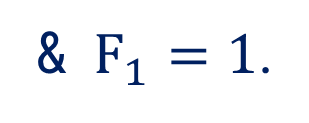 & F₁ = 1.